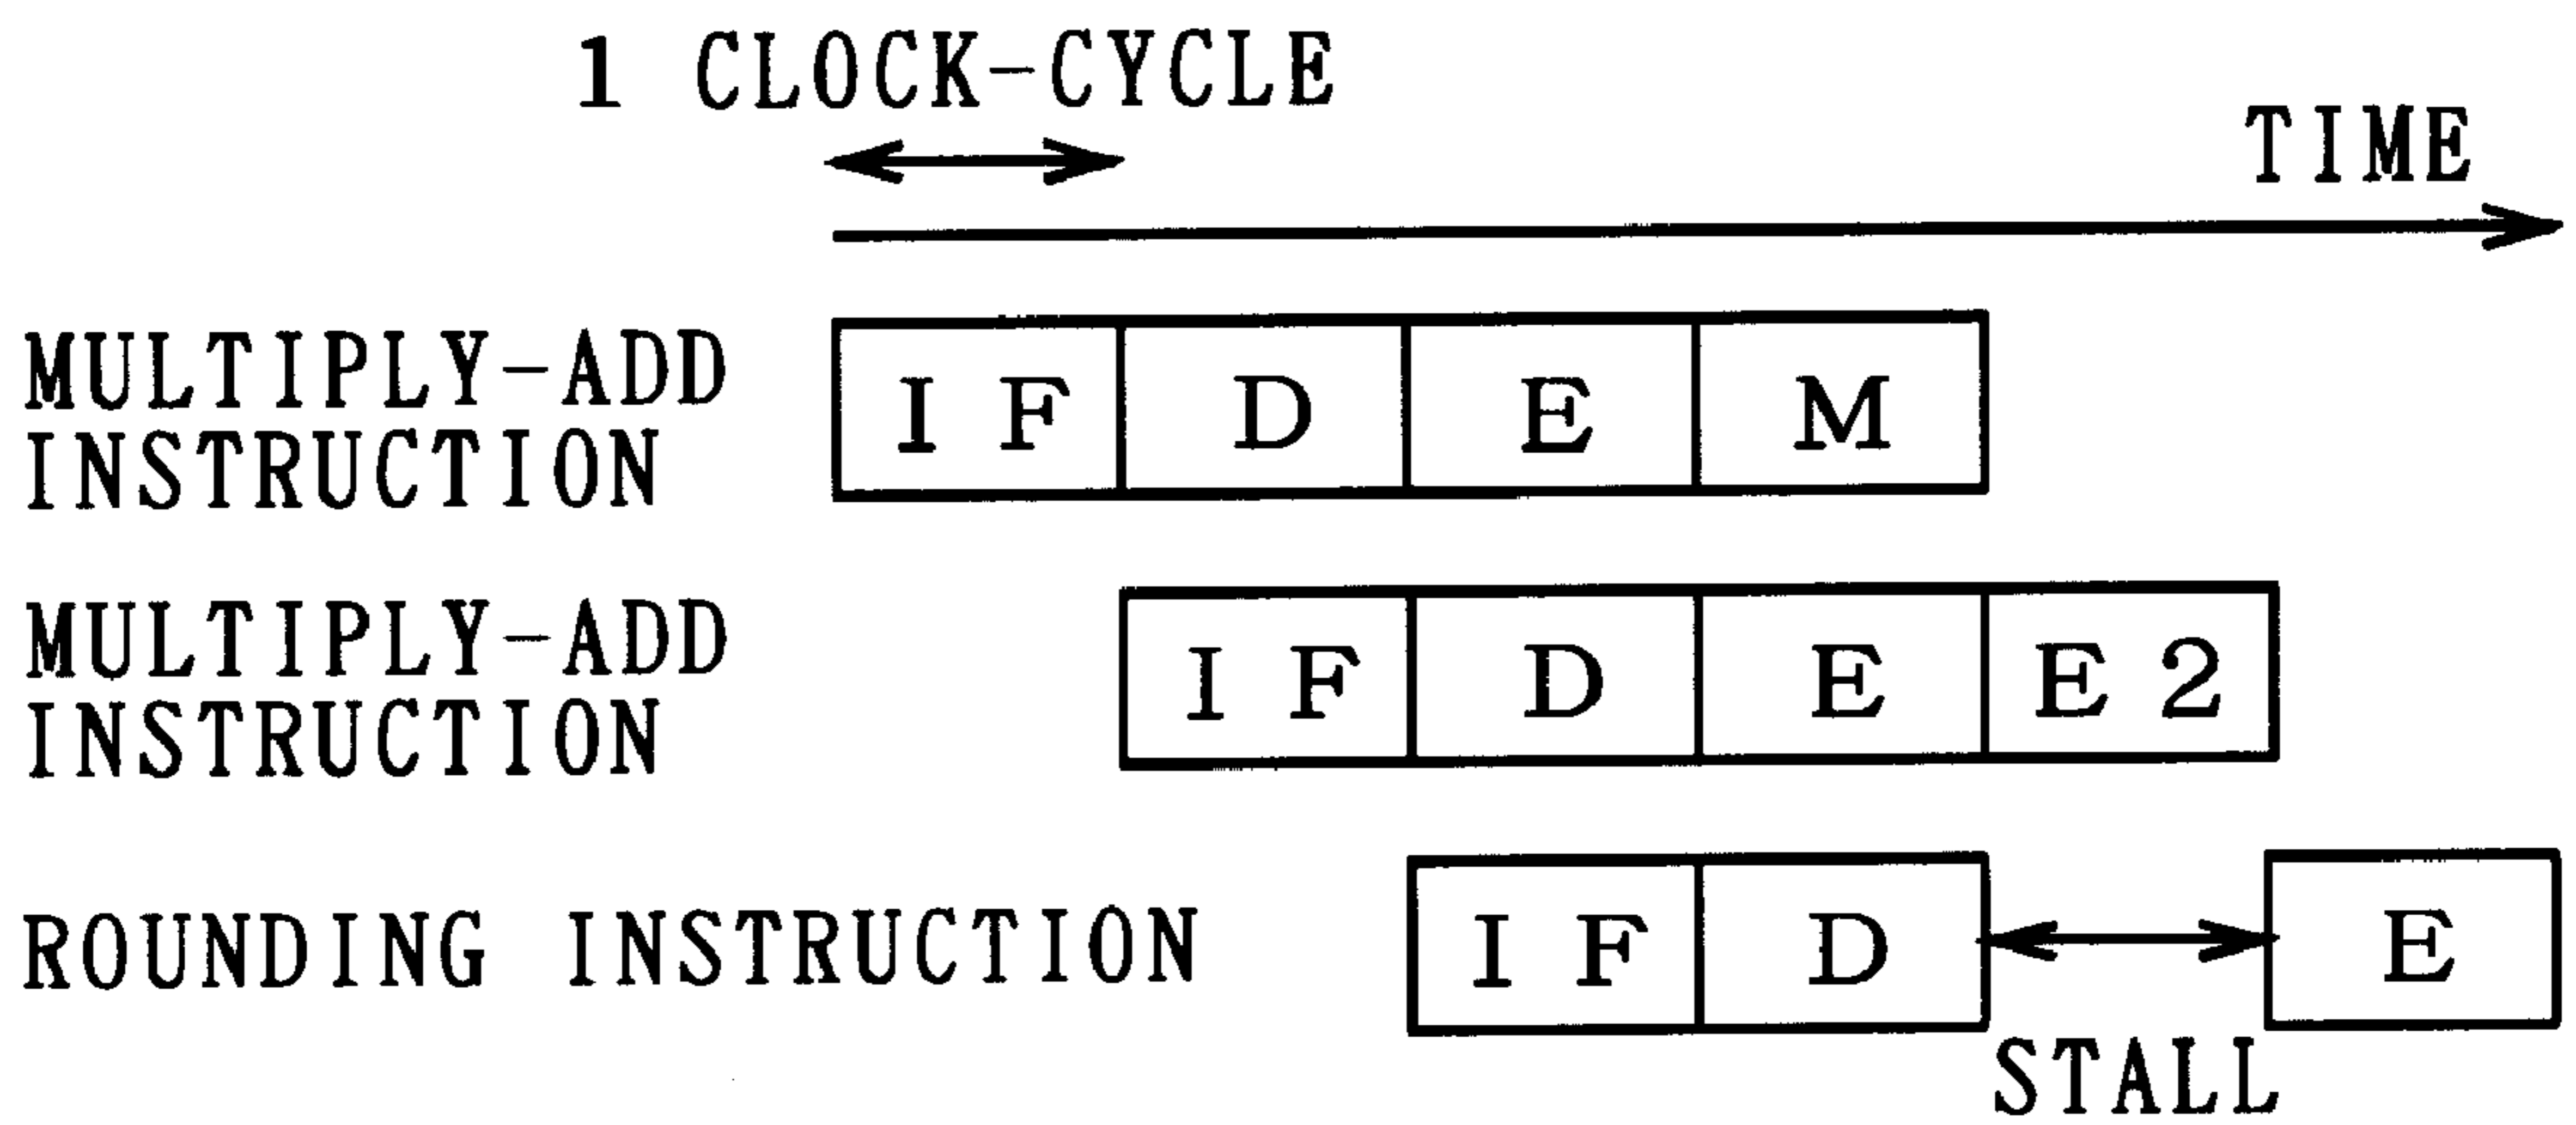 1 CLOCK-CYCLE
TIME
MULTIPLY-ADD
INSTRUCTION
IF D E M
MULTIPLY-ADD
INSTRUCTION
IF D E E2
ROUNDING INSTRUCTION
IF D E
STALL